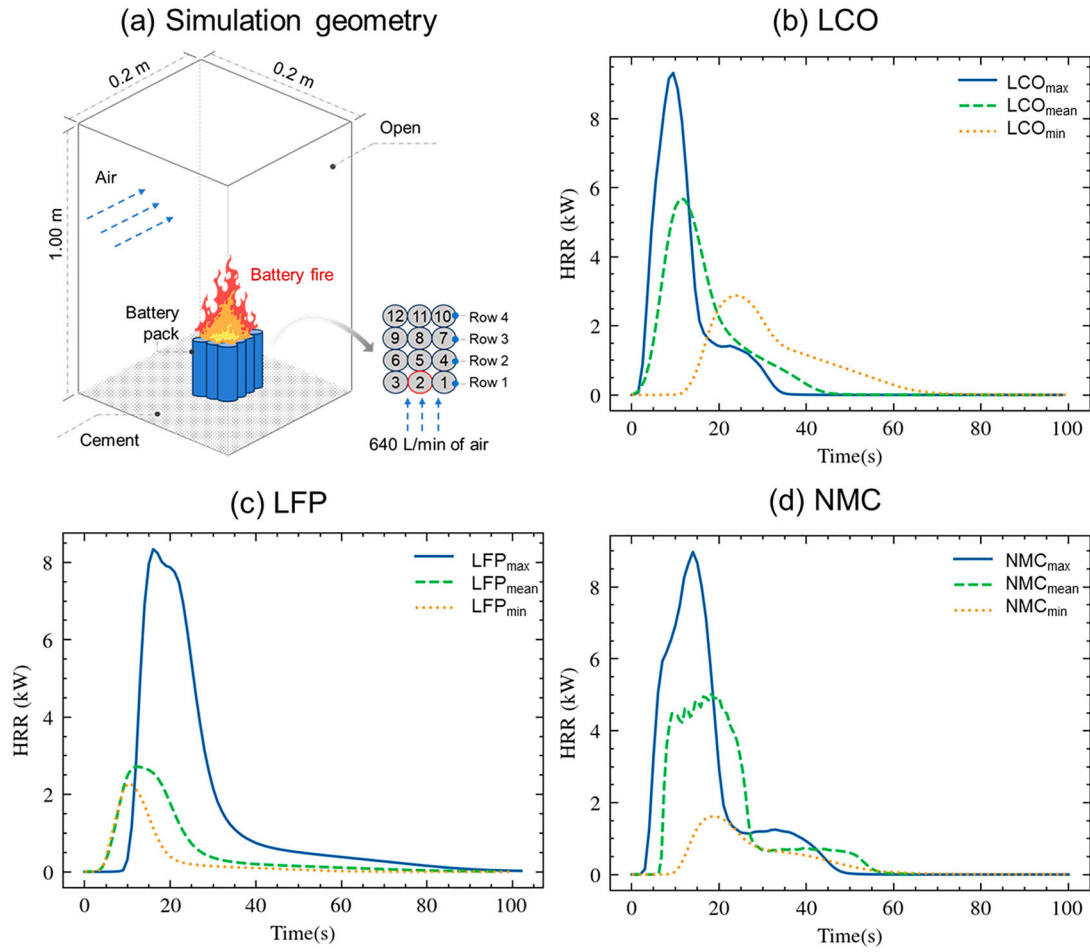 (a) Simulation geometry
0.2 m
0.2 m
1.00 m
Open
Air
Battery fire
Battery
pack
Cement
12 11 10 Row 4
9 8 7 Row 3
6 5 4 Row 2
3 2 1 Row 1
640 L/min of air
(b) LCO
LCOmax
LCOmean
LCOmin
HRR (kW)
8
6
4
2
0
0 20 40 60 80 100
Time(s)
(c) LFP
LFPmax
LFPmean
LFPmin
HRR (kW)
8
6
4
2
0
0 20 40 60 80 100
Time(s)
(d) NMC
NMCmax
NMCmean
NMCmin
HRR (kW)
8
6
4
2
0
0 20 40 60 80 100
Time(s)